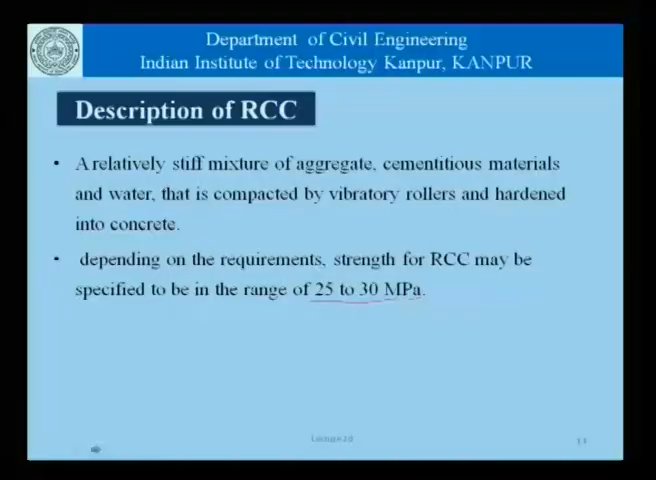 Department of Civil Engineering
Indian Institute of Technology Kanpur, KANPUR
Description of RCC
• A relatively stiff mixture of aggregate, cementitious materials
and water, that is compacted by vibratory rollers and hardened
into concrete.
• depending on the requirements, strength for RCC may be
specified to be in the range of 25 to 30 MPa.